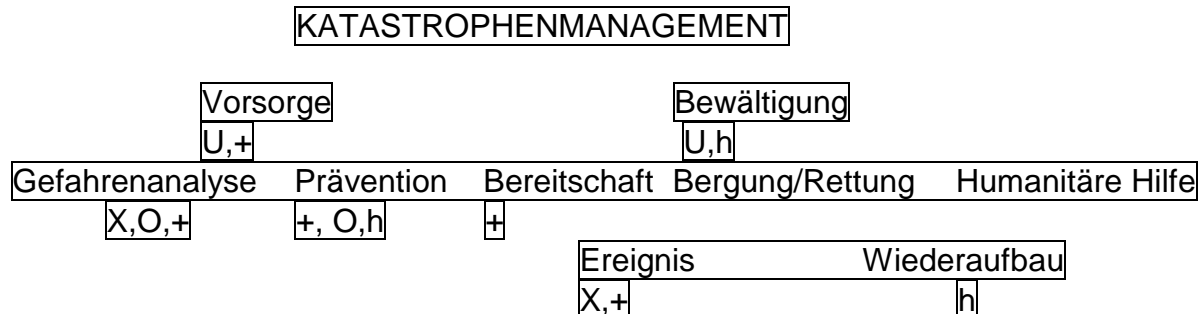 KATASTROPHENMANAGEMENT
Vorsorge Bewältigung
U,+ U,h
Gefahrenanalyse Prävention Bereitschaft Bergung/Rettung Humanitäre Hilfe
X,O,+ +, O,h +
Ereignis Wiederaufbau
X,+ h